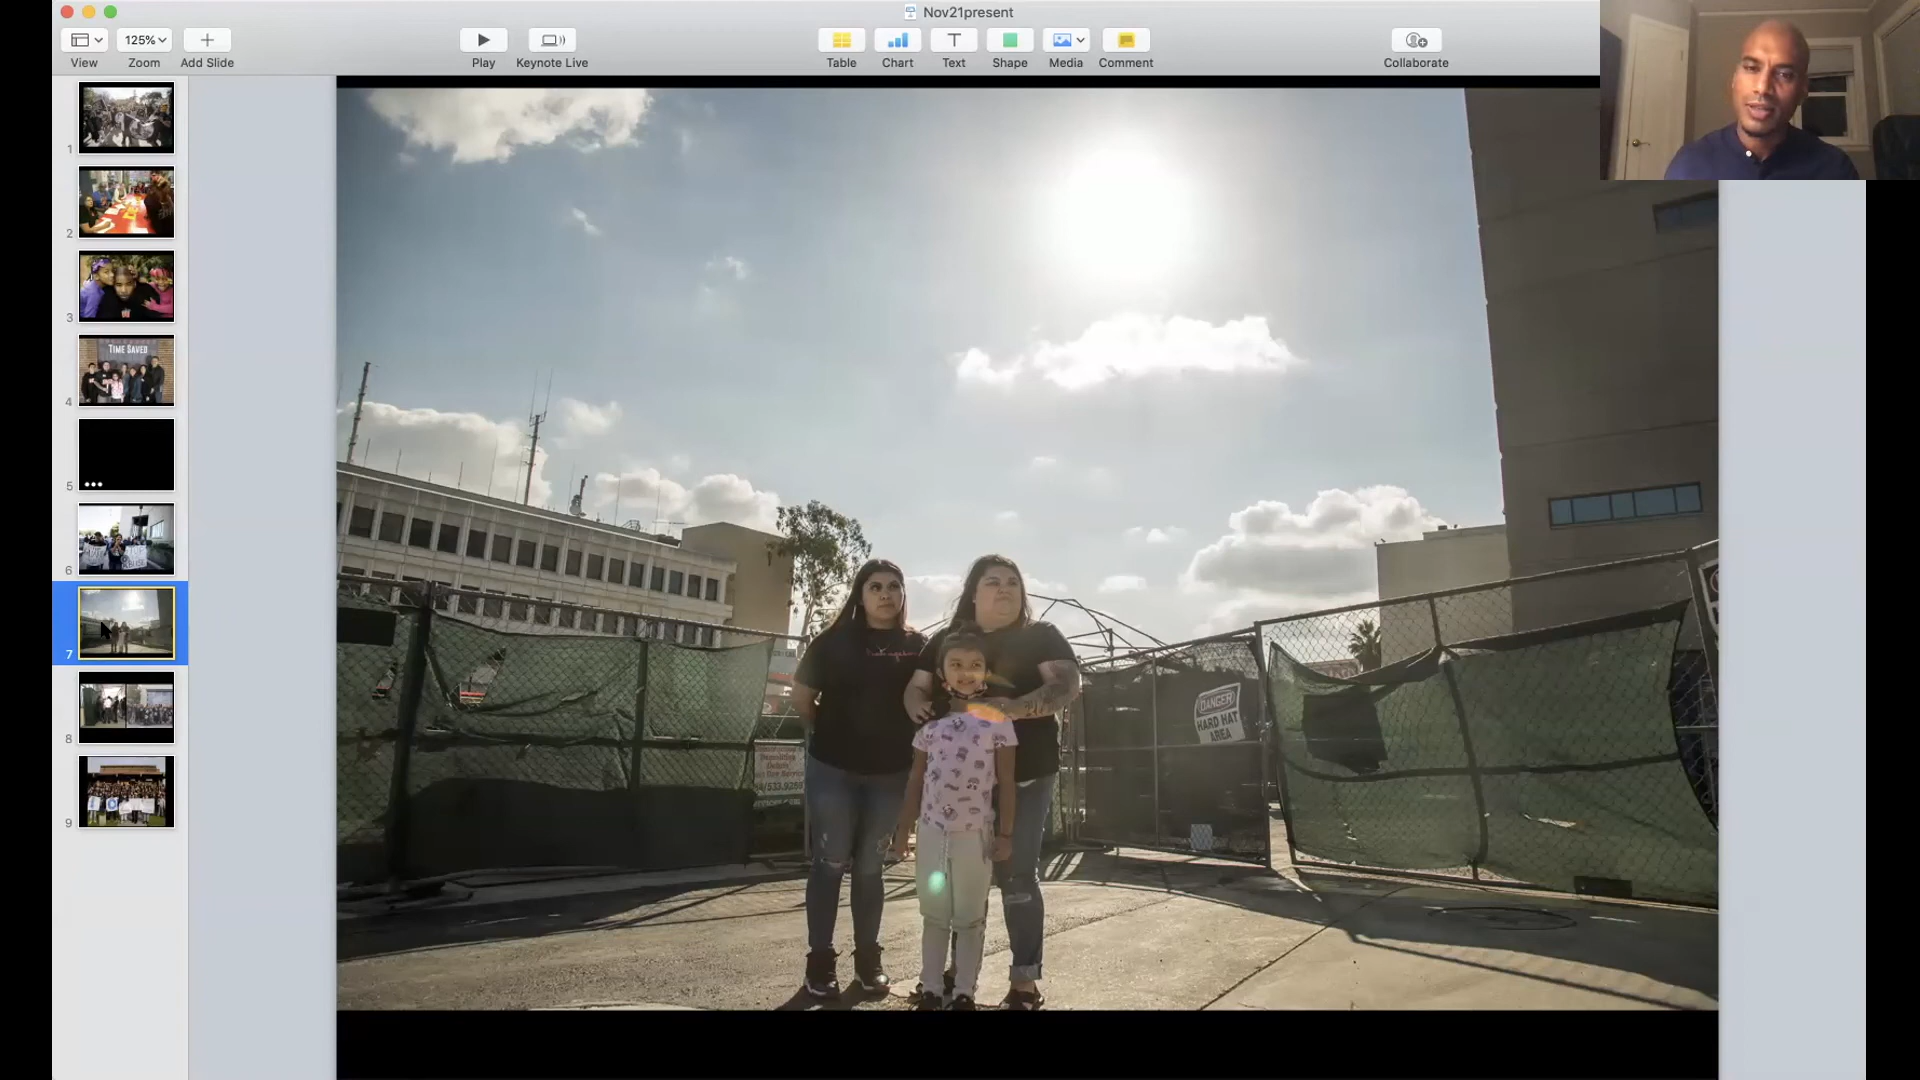 Nov21present
125%
View
Zoom
Add Slide
Play
Keynote Live
Table
Chart
Text
Shape
Media
Comment
Collaborate
1
2
3
TIME SAVED
4
5
6
7
8
9
DANGER
HARD HAT
AREA